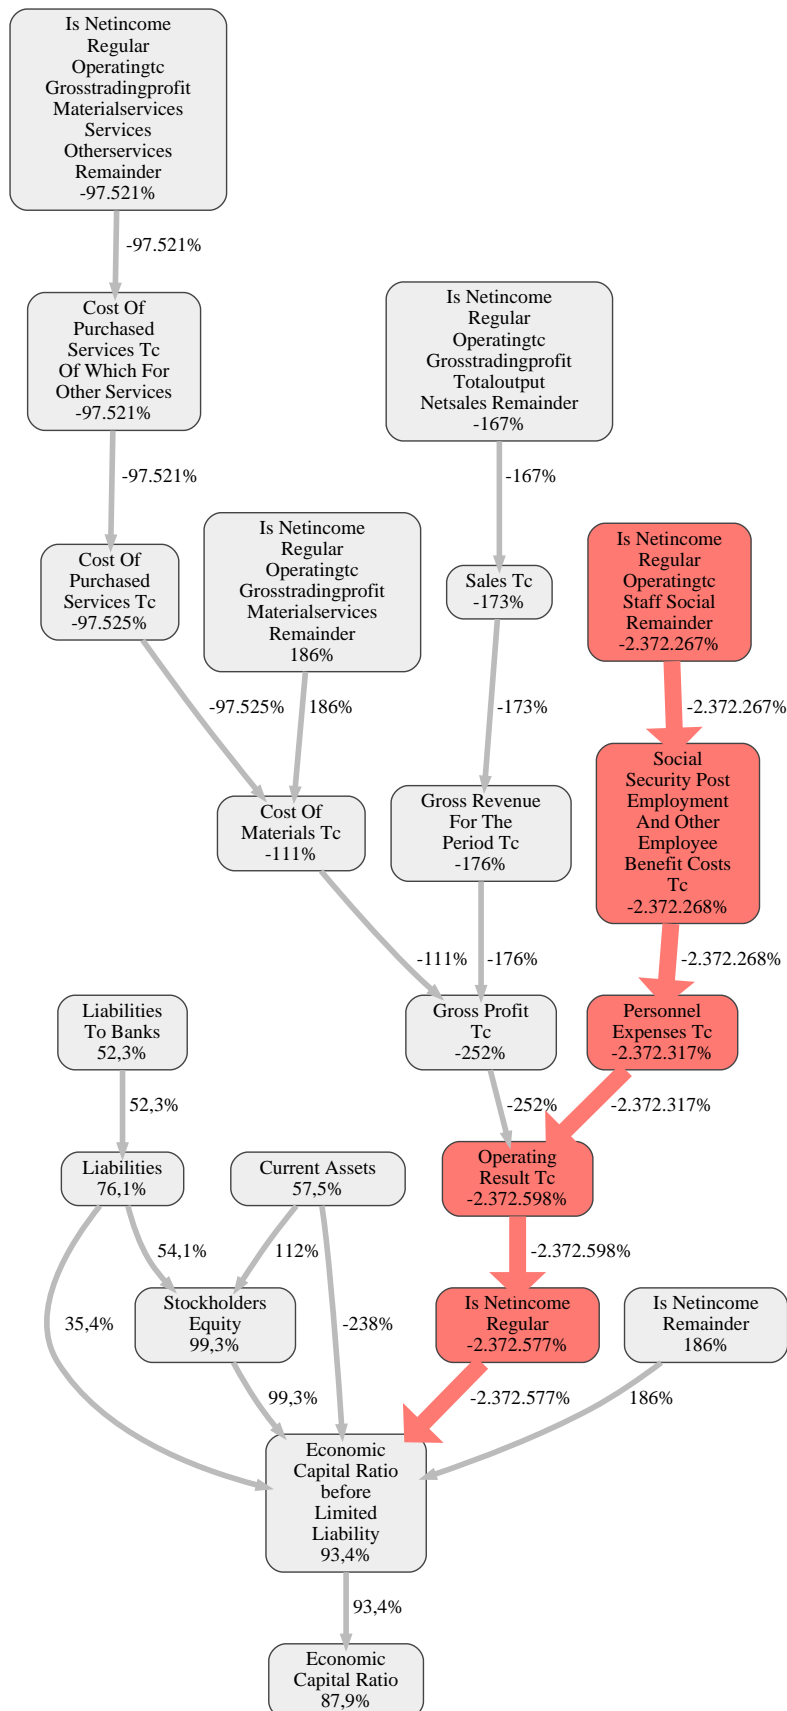 Is Netincome
Regular
Operatingtc
Grosstradingprofit
Materialservices
Services
Otherservices
Remainder
-97.521%
-97.521%
Cost Of
Purchased
Services Tc
Of Which For
Other Services
-97.521%
Is Netincome
Regular
Operatingtc
Grosstradingprofit
Totaloutput
Netsales Remainder
-167%
-97.521%
-167%
Cost Of
Purchased
Services Tc
-97.525%
Is Netincome
Regular
Operatingtc
Grosstradingprofit
Materialservices
Remainder
186%
Sales Tc
-173%
Is Netincome
Regular
Operatingtc
Staff Social
Remainder
-2.372.267%
-97.525%
186%
-173%
-2.372.267%
Cost Of
Materials Tc
-111%
Gross Revenue
For The
Period Tc
-176%
Social
Security Post
Employment
And Other
Employee
Benefit Costs
Tc
-2.372.268%
-111%
-176%
-2.372.268%
Liabilities
To Banks
52,3%
Gross Profit
Tc
-252%
Personnel
Expenses Tc
-2.372.317%
52,3%
-252%
-2.372.317%
Liabilities
76,1%
Current Assets
57,5%
Operating
Result Tc
-2.372.598%
54,1%
112%
-2.372.598%
35,4%
Stockholders
Equity
99,3%
-238%
Is Netincome
Regular
-2.372.577%
Is Netincome
Remainder
186%
99,3%
-2.372.577%
186%
Economic
Capital Ratio
before
Limited
Liability
93,4%
93,4%
Economic
Capital Ratio
87,9%